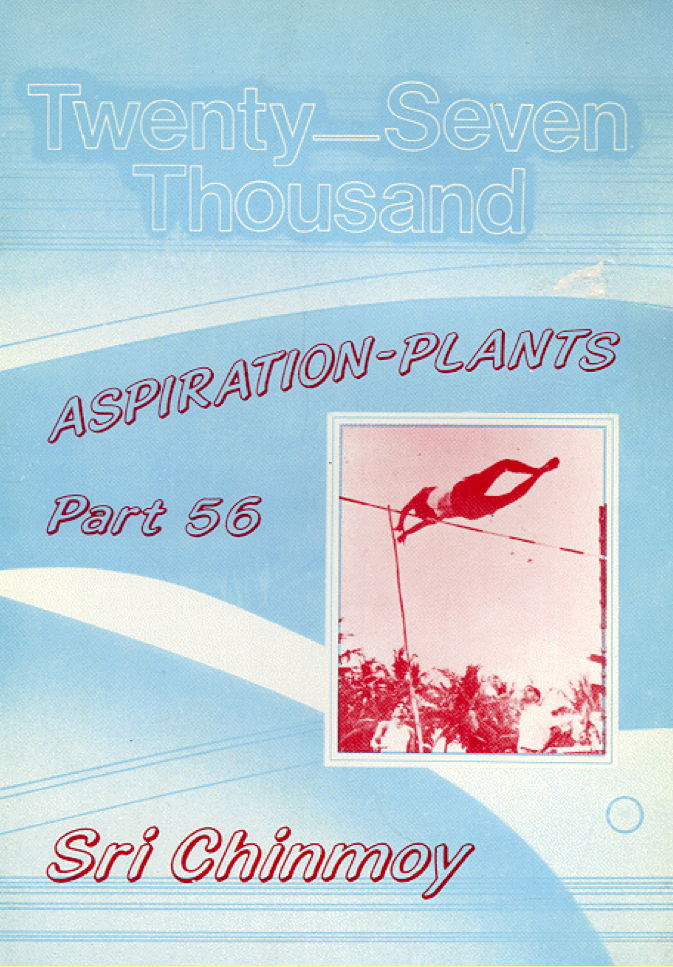 Twenty—Seven
Thousand
ASPIRATION-PLANTS
Part 56
Sri Chinmoy